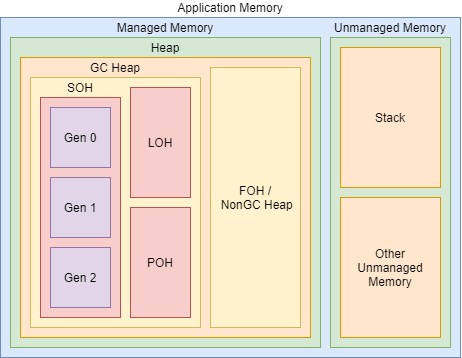 Application Memory
Managed Memory
Unmanaged Memory
Heap
GC Heap
SOH
Gen 0
Gen 1
Gen 2
LOH
POH
FOH /
NonGC Heap
Stack
Other
Unmanaged
Memory